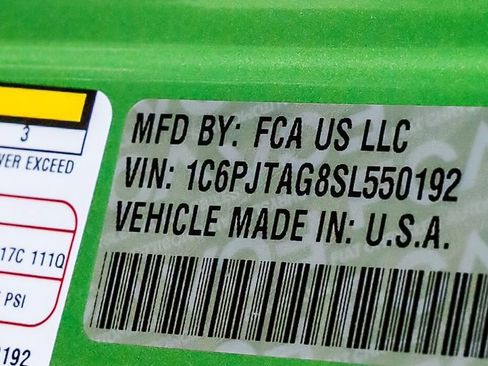 3
VER EXCEED
17C 111Q
PSI
192
MFD BY: FCA US LLC
VIN: 1C6PJTAG8SL550192
VEHICLE MADE IN: U.S.A.